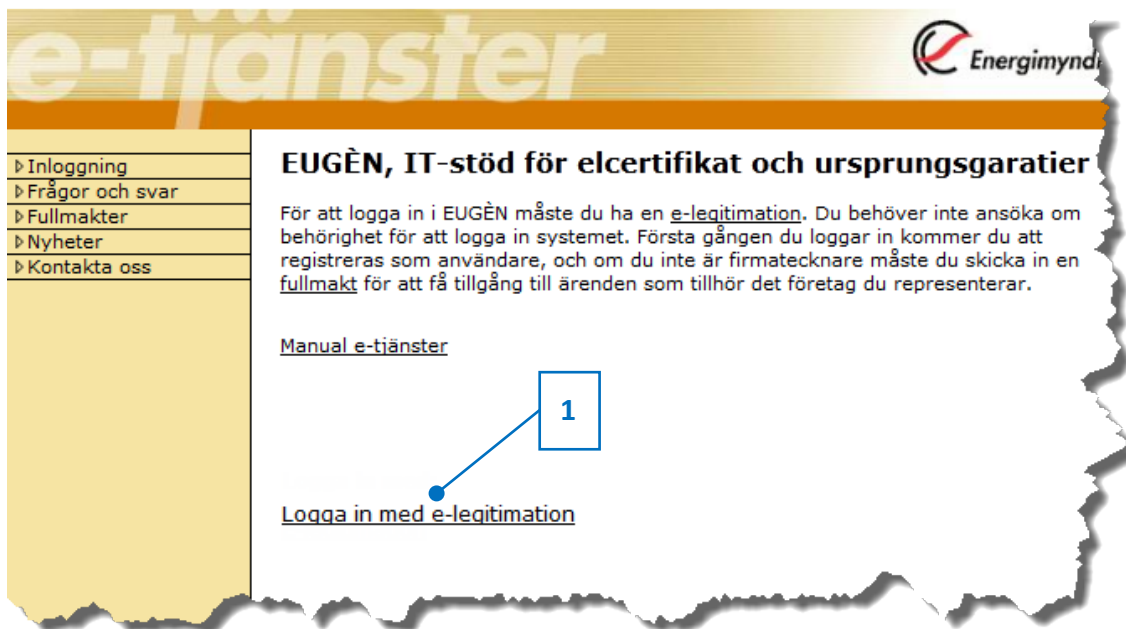 e-tjänster
Energimynd
▷Inloggning
▷Frågor och svar
▷Fullmakter
▷Nyheter
▷Kontakta oss
EUGÈN, IT-stöd för elcertifikat och ursprungsgaratier
För att logga in i EUGÈN måste du ha en e-legitimation. Du behöver inte ansöka om
behörighet för att logga in systemet. Första gången du loggar in kommer du att
registreras som användare, och om du inte är firmatecknare måste du skicka in en
fullmakt för att få tillgång till ärenden som tillhör det företag du representerar.
Manual e-tjänster
1
Logga in med e-legitimation